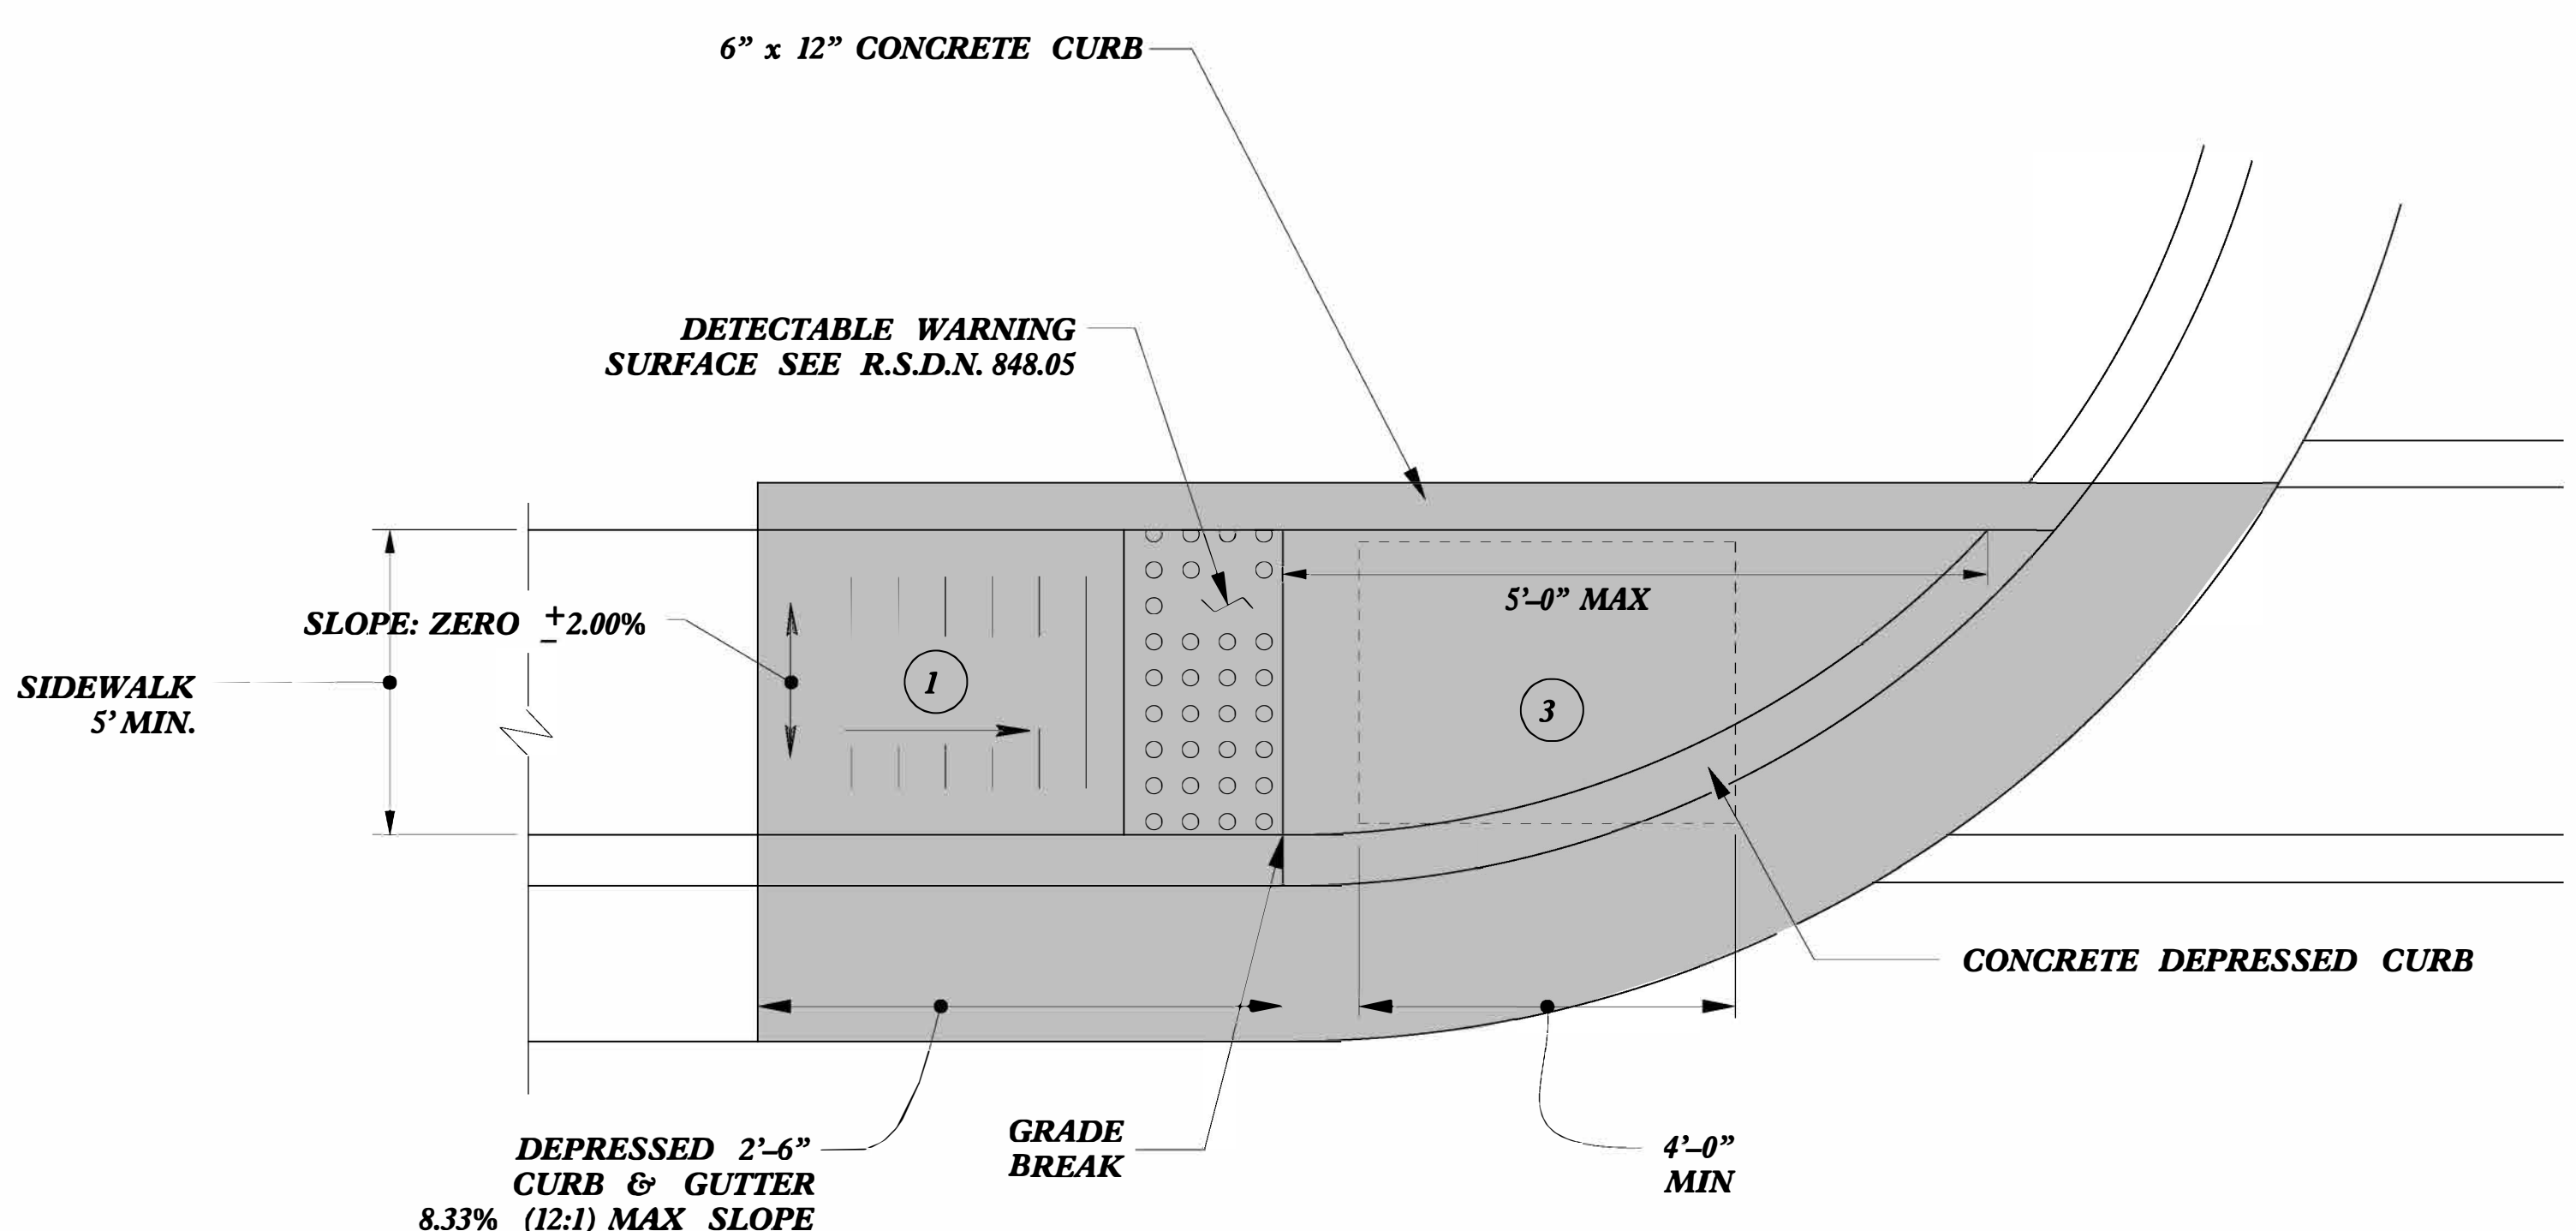 6” x 12” CONCRETE CURB
DETECTABLE WARNING
SURFACE SEE R.S.D.N. 848.05
5’–0” MAX
SLOPE: ZERO ±2.00%
1
SIDEWALK
5’ MIN.
3
CONCRETE DEPRESSED CURB
DEPRESSED 2’–6”
CURB & GUTTER
8.33% (12:1) MAX SLOPE
GRADE
BREAK
4’–0”
MIN